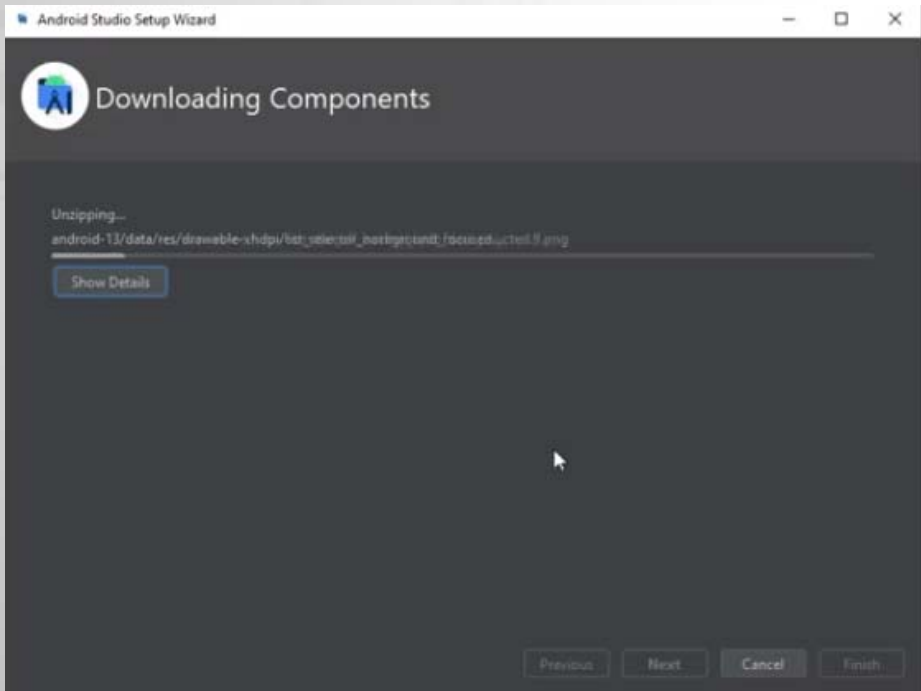 Android Studio Setup Wizard
Downloading Components
Unzipping...
android-13/data/res/drawable-xhdpi/
Show Details
Previous
Next
Cancel
Finish